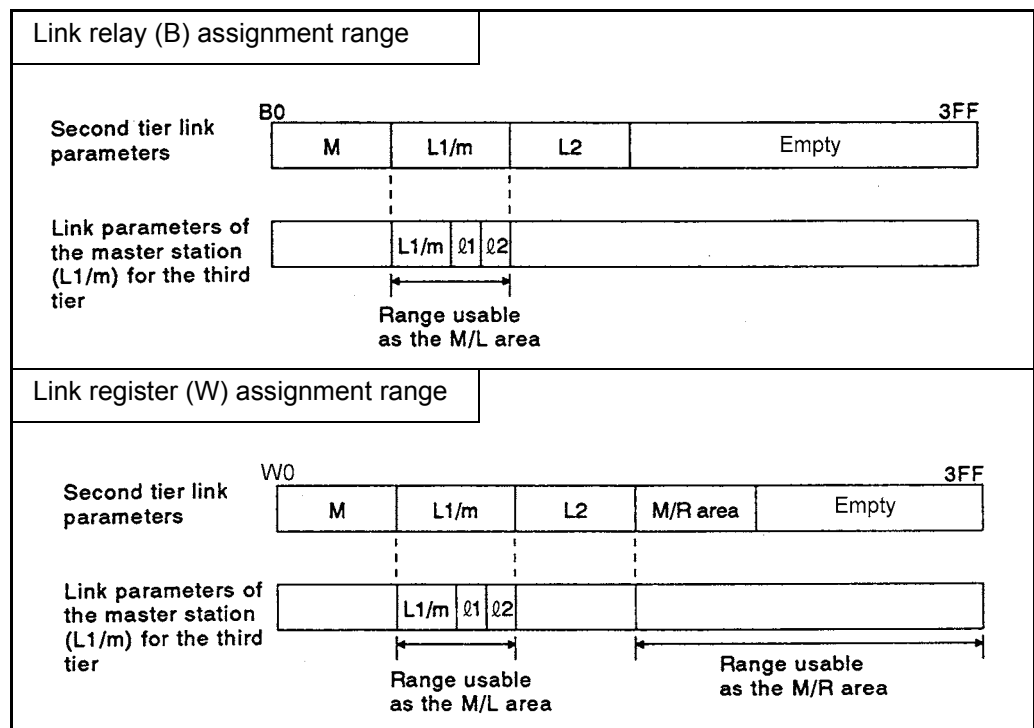 Link relay (B) assignment range
B0
3FF
Second tier link
parameters
M
L1/m
L2
Empty
Link parameters of
the master station
(L1/m) for the third
tier
L1/m
ℓ1
ℓ2
Range usable
as the M/L area
Link register (W) assignment range
W0
3FF
Second tier link
parameters
M
L1/m
L2
M/R area
Empty
Link parameters of
the master station
(L1/m) for the third
tier
L1/m
ℓ1
ℓ2
Range usable
as the M/L area
Range usable
as the M/R area